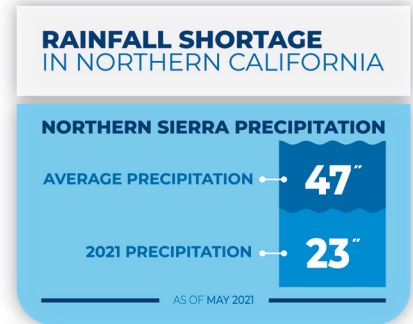 RAINFALL SHORTAGE
IN NORTHERN CALIFORNIA
NORTHERN SIERRA PRECIPITATION
AVERAGE PRECIPITATION 47″
2021 PRECIPITATION 23″
AS OF MAY 2021